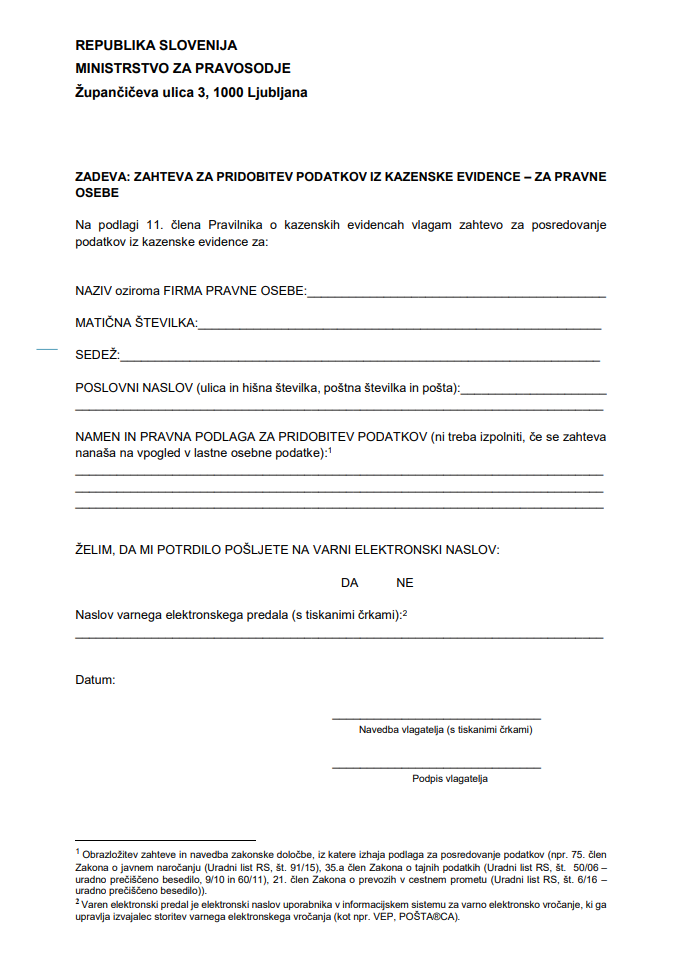 REPUBLIKA SLOVENIJA
MINISTRSTVO ZA PRAVOSODJE
Župančičeva ulica 3, 1000 Ljubljana
ZADEVA: ZAHTEVA ZA PRIDOBITEV PODATKOV IZ KAZENSKE EVIDENCE – ZA PRAVNE
OSEBE
Na podlagi 11. člena Pravilnika o kazenskih evidencah vlagam zahtevo za posredovanje
podatkov iz kazenske evidence za:
NAZIV oziroma FIRMA PRAVNE OSEBE:
MATIČNA ŠTEVILKA:
SEDEŽ:
POSLOVNI NASLOV (ulica in hišna številka, poštna številka in pošta):
NAMEN IN PRAVNA PODLAGA ZA PRIDOBITEV PODATKOV (ni treba izpolniti, če se zahteva
nanaša na vpogled v lastne osebne podatke):¹
ŽELIM, DA MI POTRDILO POŠLJETE NA VARNI ELEKTRONSKI NASLOV:
DA NE
Naslov varnega elektronskega predala (s tiskanimi črkami):²
Datum:
Navedba vlagatelja (s tiskanimi črkami)
Podpis vlagatelja
¹ Obrazložitev zahteve in navedba zakonske določbe, iz katere izhaja podlaga za posredovanje podatkov (npr. 75. člen
Zakona o javnem naročanju (Uradni list RS, št. 91/15), 35.a člen Zakona o tajnih podatkih (Uradni list RS, št. 50/06 –
uradno prečiščeno besedilo, 9/10 in 60/11), 21. člen Zakona o prevozih v cestnem prometu (Uradni list RS, št. 6/16 –
uradno prečiščeno besedilo)).
² Varen elektronski predal je elektronski naslov uporabnika v informacijskem sistemu za varno elektronsko vročanje, ki ga
upravlja izvajalec storitev varnega elektronskega vročanja (kot npr. VEP, POŠTA®CA).